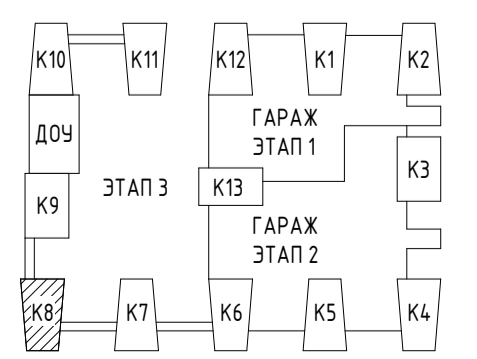 К10
К11
К12
К1
К2
ДОУ
ГАРАЖ
ЭТАП 1
К3
ЭТАП 3
К13
К9
ГАРАЖ
ЭТАП 2
К8
К7
К6
К5
К4